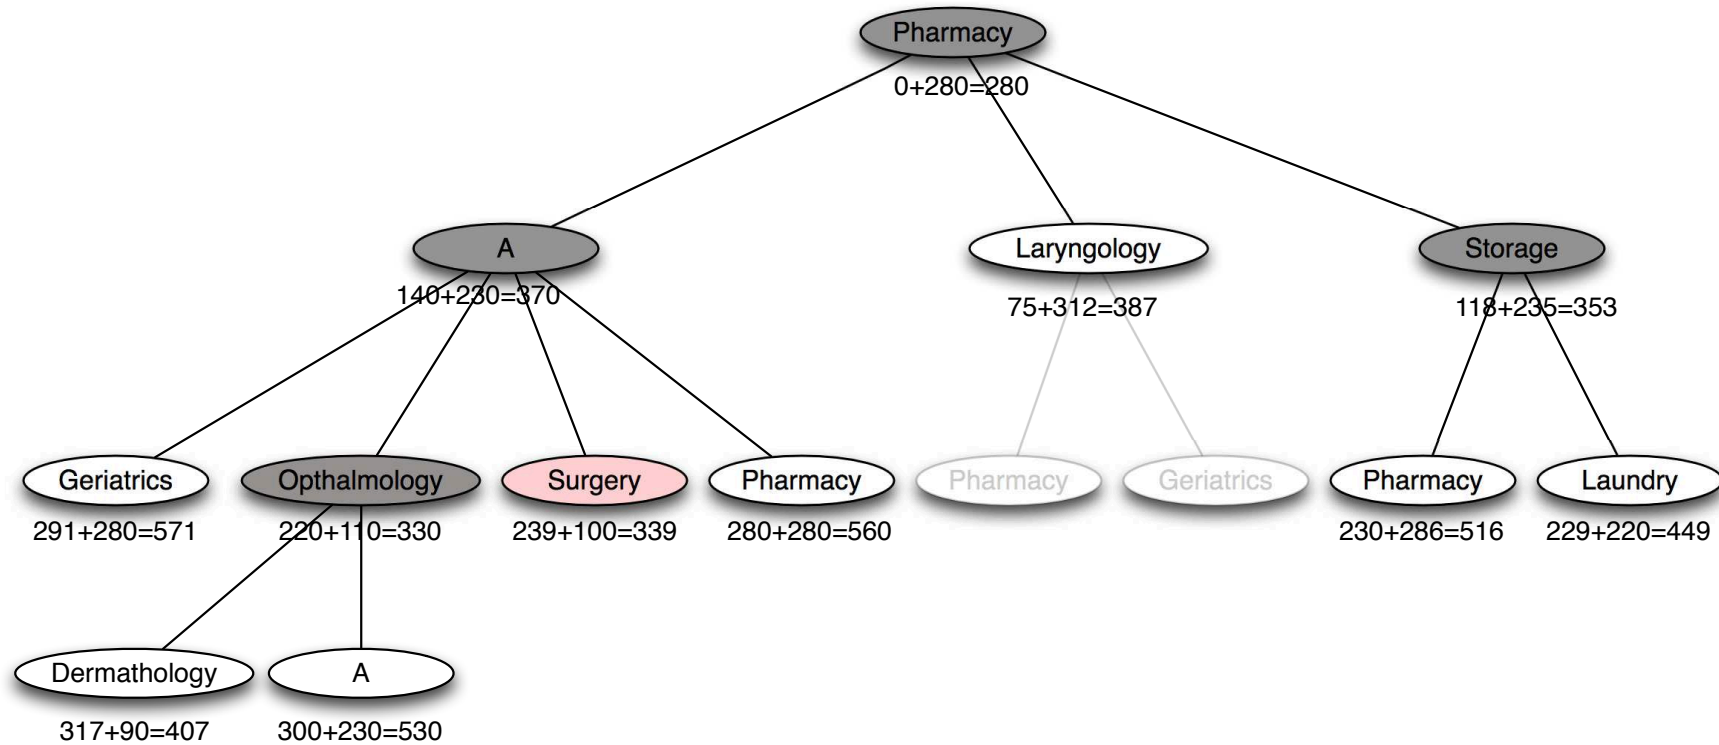 Pharmacy
0+280=280
A
Laryngology
Storage
140+230=370
75+312=387
118+235=353
Geriatrics
Opthalmology
Surgery
Pharmacy
Pharmacy
Geriatrics
Pharmacy
Laundry
291+280=571
220+110=330
239+100=339
280+280=560
230+286=516
229+220=449
Dermathology
A
317+90=407
300+230=530